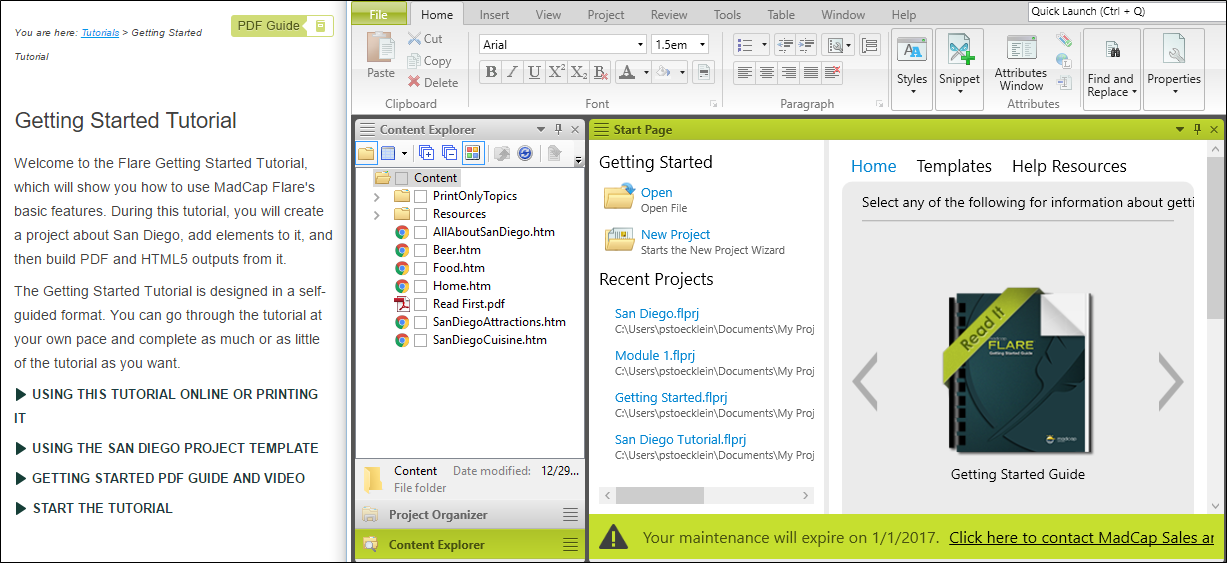 You are here: Tutorials > Getting Started
Tutorial
PDF Guide
Getting Started Tutorial
Welcome to the Flare Getting Started Tutorial,
which will show you how to use MadCap Flare's
basic features. During this tutorial, you will create
a project about San Diego, add elements to it, and
then build PDF and HTML5 outputs from it.
The Getting Started Tutorial is designed in a self-
guided format. You can go through the tutorial at
your own pace and complete as much or as little
of the tutorial as you want.
USING THIS TUTORIAL ONLINE OR PRINTING
IT
USING THE SAN DIEGO PROJECT TEMPLATE
GETTING STARTED PDF GUIDE AND VIDEO
START THE TUTORIAL
File Home Insert View Project Review Tools Table Window Help
Quick Launch (Ctrl + Q)
Paste
Cut
Copy
Delete
Clipboard
Arial 1.5em
B I U X² X₂ B A
Font
Paragraph
Styles
Snippet
Attributes
Window
Attributes
Find and
Replace
Properties
Content Explorer
Content
PrintOnlyTopics
Resources
AllAboutSanDiego.htm
Beer.htm
Food.htm
Home.htm
Read First.pdf
SanDiegoAttractions.htm
SanDiegoCuisine.htm
Content Date modified: 12/29...
File folder
Project Organizer
Content Explorer
Start Page
Getting Started
Open
Open File
New Project
Starts the New Project Wizard
Recent Projects
San Diego.flprj
C:\Users\pstoecklein\Documents\My Proj
Module 1.flprj
C:\Users\pstoecklein\Documents\My Proj
Getting Started.flprj
C:\Users\pstoecklein\Documents\My Proj
San Diego Tutorial.flprj
C:\Users\pstoecklein\Documents\My Proj
Home Templates Help Resources
Select any of the following for information about getti
Read It
FLARE
Getting Started Guide
madcap
Getting Started Guide
Your maintenance will expire on 1/1/2017. Click here to contact MadCap Sales ar